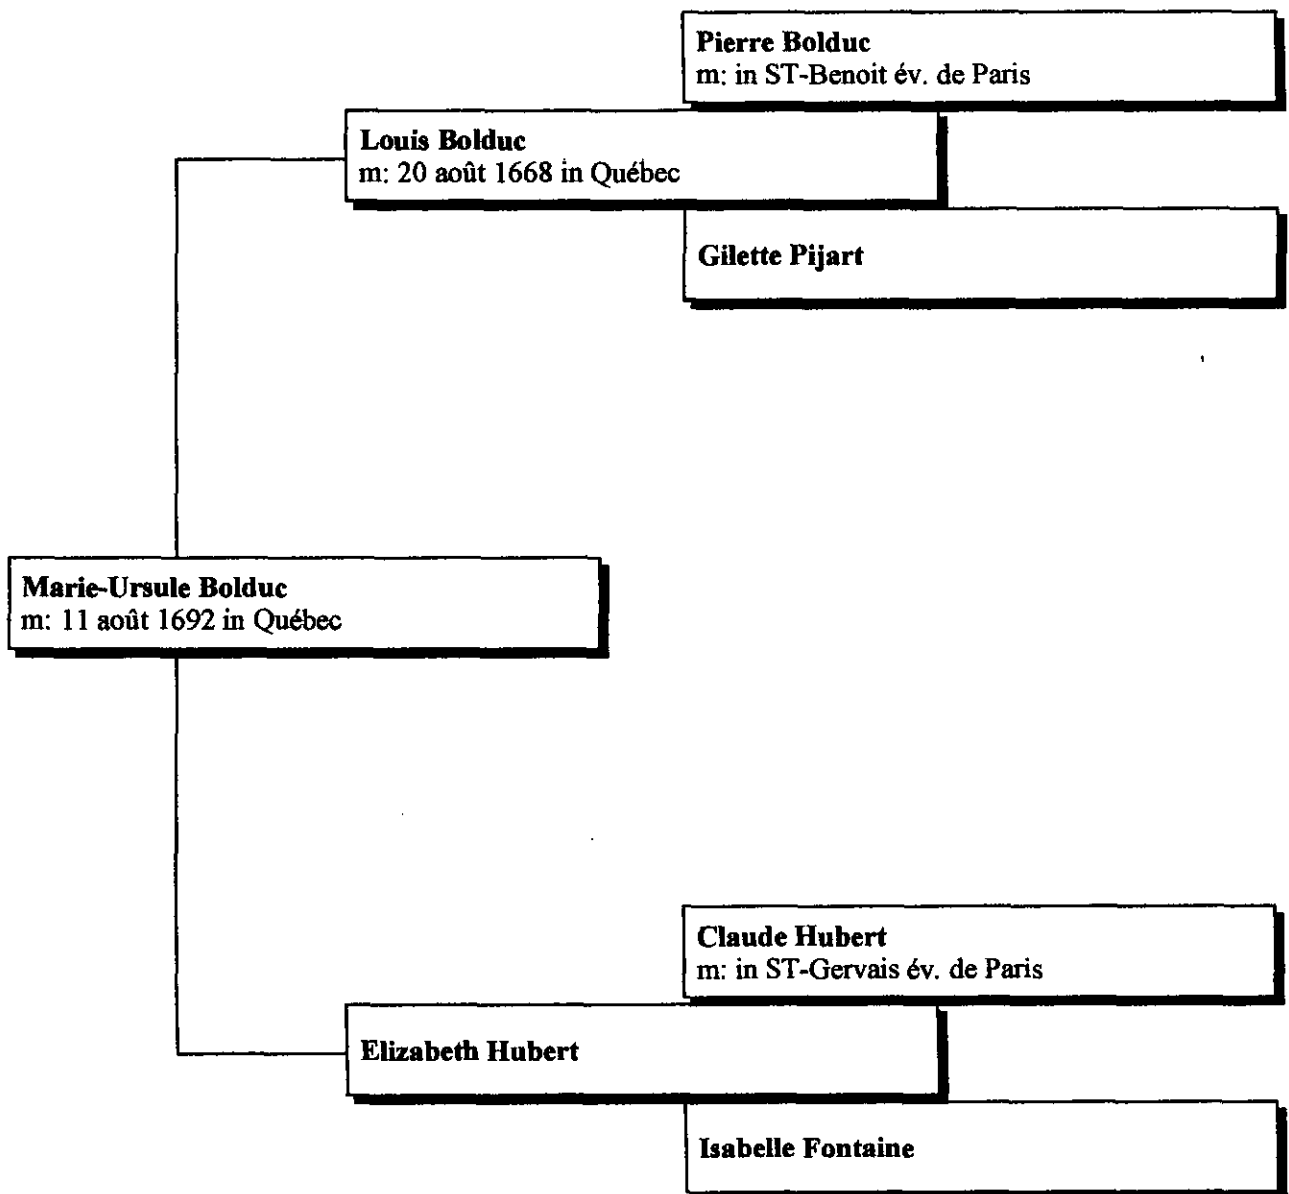 Pierre Bolduc
m: in ST-Benoit év. de Paris
Louis Bolduc
m: 20 août 1668 in Québec
Gilette Pijart
Marie-Ursule Bolduc
m: 11 août 1692 in Québec
Claude Hubert
m: in ST-Gervais év. de Paris
Elizabeth Hubert
Isabelle Fontaine